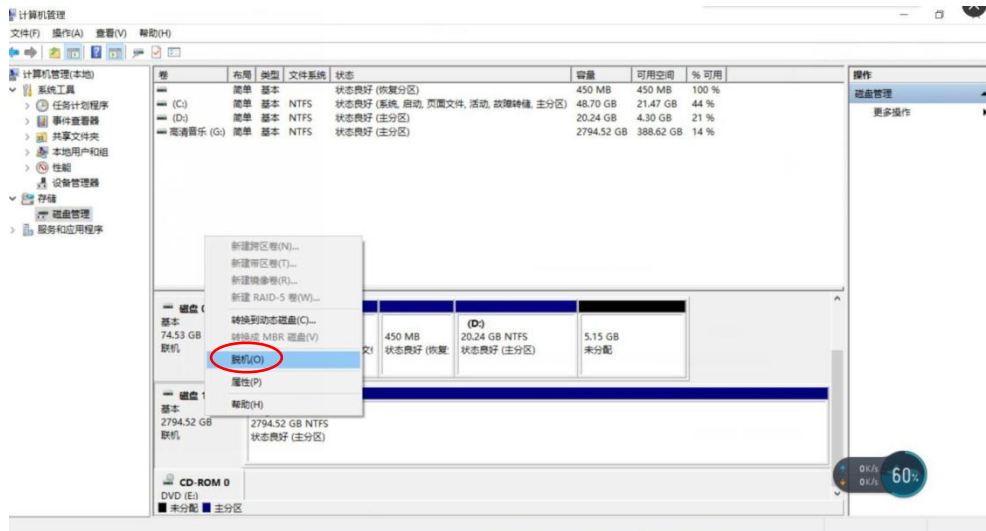 计算机管理
文件(F) 操作(A) 查看(V) 帮助(H)
计算机管理(本地)
系统工具
任务计划程序
事件查看器
共享文件夹
本地用户和组
性能
设备管理器
存储
磁盘管理
服务和应用程序
卷 布局 类型 文件系统 状态 容量 可用空间 % 可用
简单 基本 状态良好 (恢复分区) 450 MB 450 MB 100 %
(C:) 简单 基本 NTFS 状态良好 (系统, 启动, 页面文件, 活动, 故障转储, 主分区) 48.70 GB 21.47 GB 44 %
(D:) 简单 基本 NTFS 状态良好 (主分区) 20.24 GB 4.30 GB 21 %
高清音乐 (G:) 简单 基本 NTFS 状态良好 (主分区) 2794.52 GB 388.62 GB 14 %
操作
磁盘管理
更多操作
新建跨区卷(N)...
新建带区卷(T)...
新建镜像卷(R)...
新建 RAID-5 卷(W)...
转换到动态磁盘(C)...
转换成 MBR 磁盘(V)
脱机(O)
属性(P)
帮助(H)
磁盘
基本
74.53 GB
联机
450 MB
状态良好 (恢复
(D:)
20.24 GB NTFS
状态良好 (主分区)
5.15 GB
未分配
磁盘 1
基本
2794.52 GB
联机
2794.52 GB NTFS
状态良好 (主分区)
CD-ROM 0
DVD (E:)
未分配 主分区
0K/s
0K/s
60%